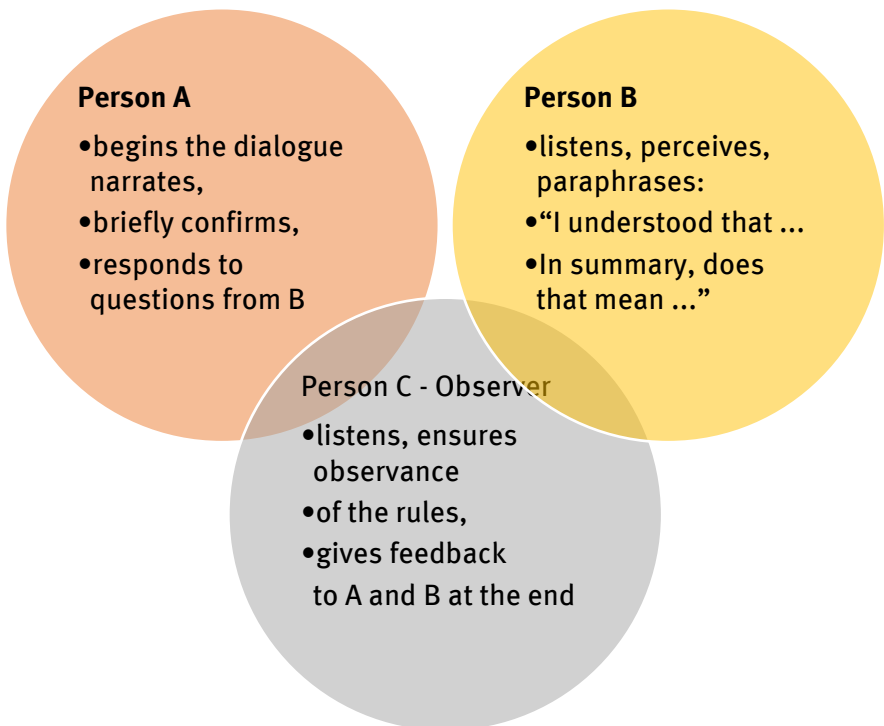 Person A
•begins the dialogue
narrates,
•briefly confirms,
•responds to
questions from B
Person B
•listens, perceives,
paraphrases:
•“I understood that ...
•In summary, does
that mean ...”
Person C - Observer
•listens, ensures
observance
•of the rules,
•gives feedback
to A and B at the end